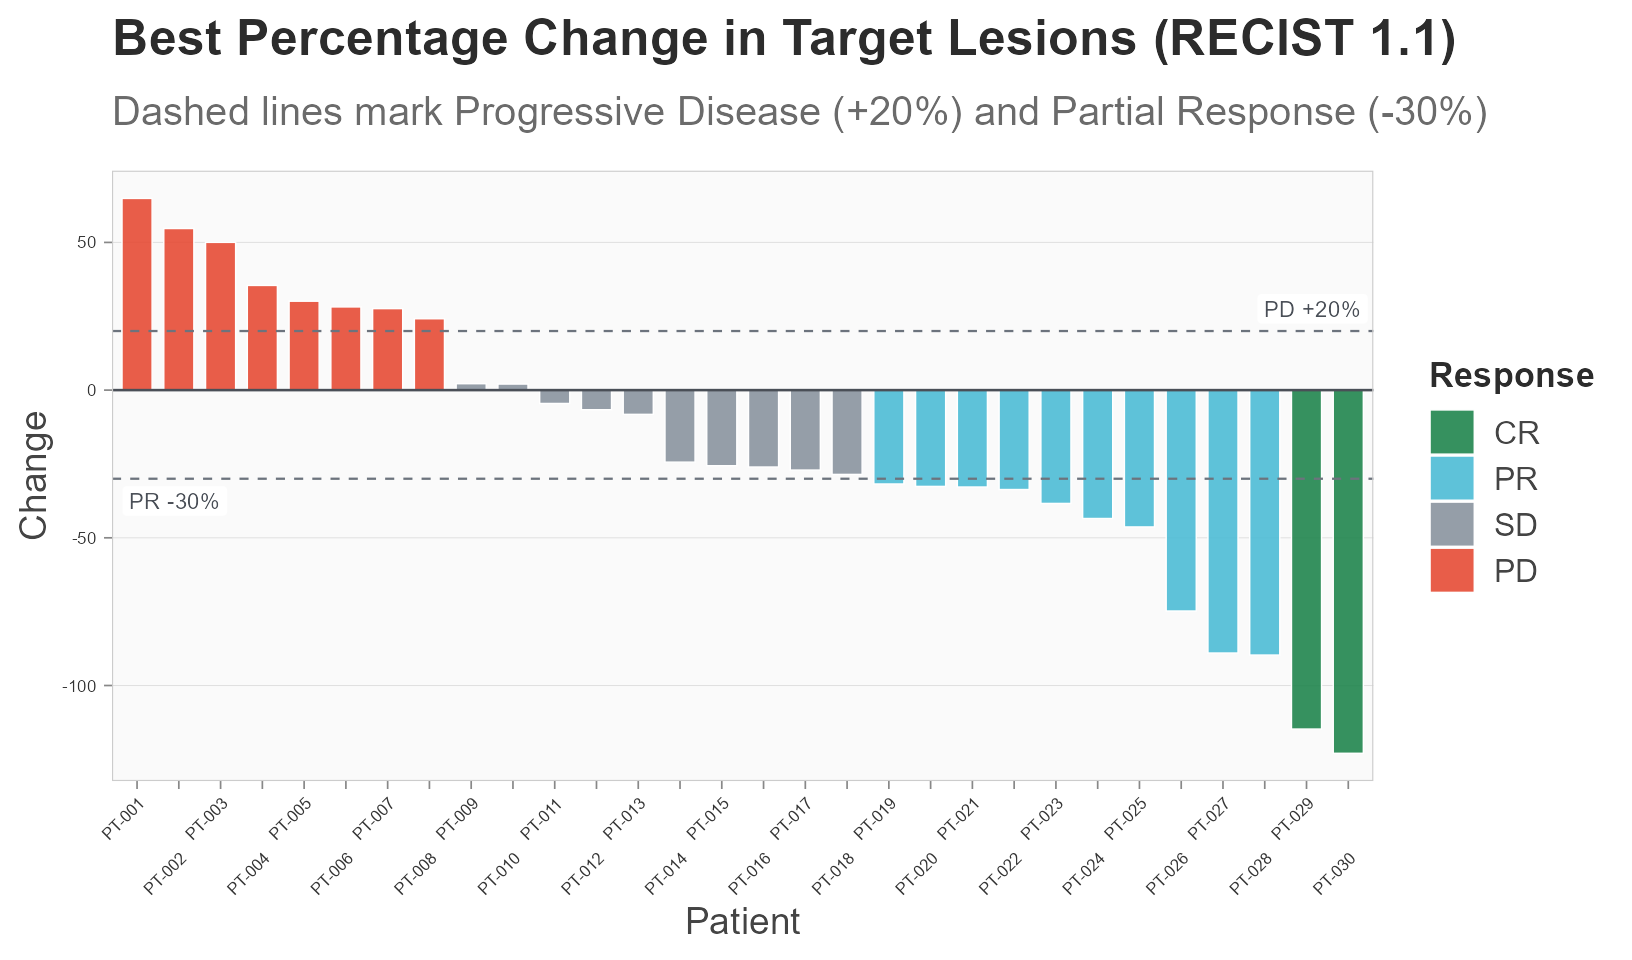 Best Percentage Change in Target Lesions (RECIST 1.1)
Dashed lines mark Progressive Disease (+20%) and Partial Response (-30%)
50
0
-50
-100
Change
PD +20%
PR -30%
PT-001
PT-002
PT-003
PT-004
PT-005
PT-006
PT-007
PT-008
PT-009
PT-010
PT-011
PT-012
PT-013
PT-014
PT-015
PT-016
PT-017
PT-018
PT-019
PT-020
PT-021
PT-022
PT-023
PT-024
PT-025
PT-026
PT-027
PT-028
PT-029
PT-030
Patient
Response
CR
PR
SD
PD